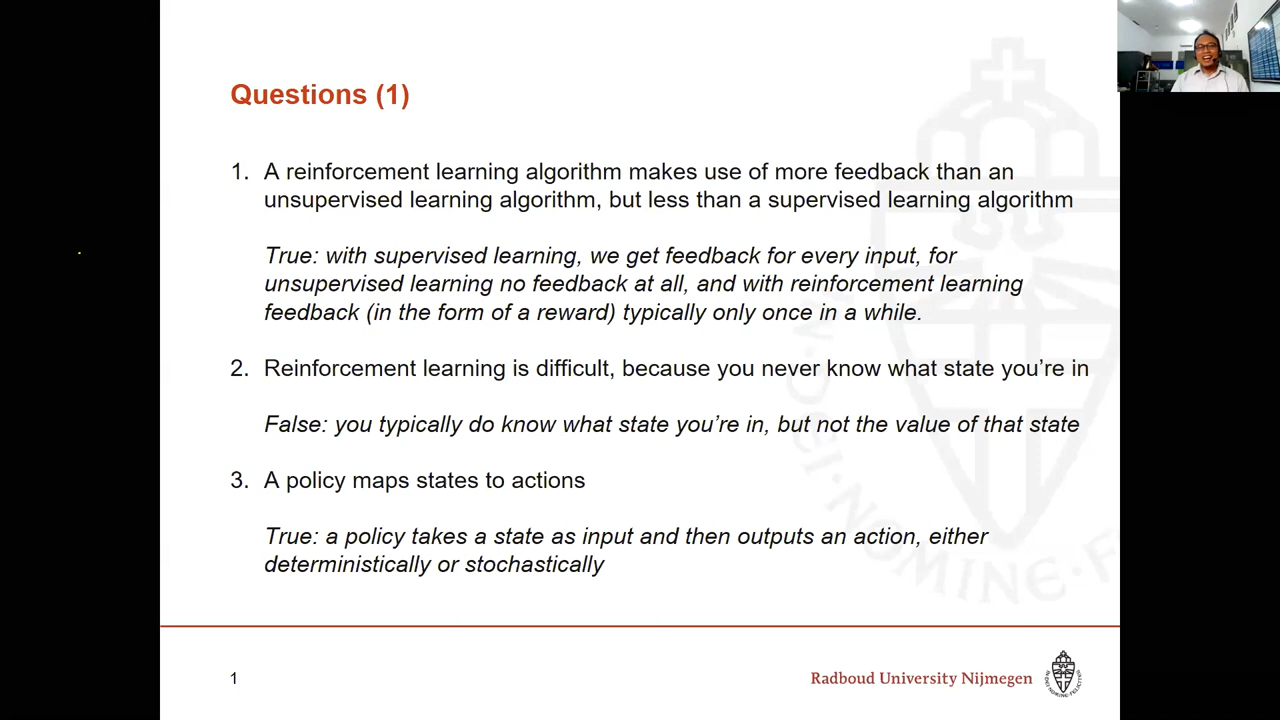 Questions (1)
1. A reinforcement learning algorithm makes use of more feedback than an
unsupervised learning algorithm, but less than a supervised learning algorithm
True: with supervised learning, we get feedback for every input, for
unsupervised learning no feedback at all, and with reinforcement learning
feedback (in the form of a reward) typically only once in a while.
2. Reinforcement learning is difficult, because you never know what state you're in
False: you typically do know what state you're in, but not the value of that state
3. A policy maps states to actions
True: a policy takes a state as input and then outputs an action, either
deterministically or stochastically
1
Radboud University Nijmegen